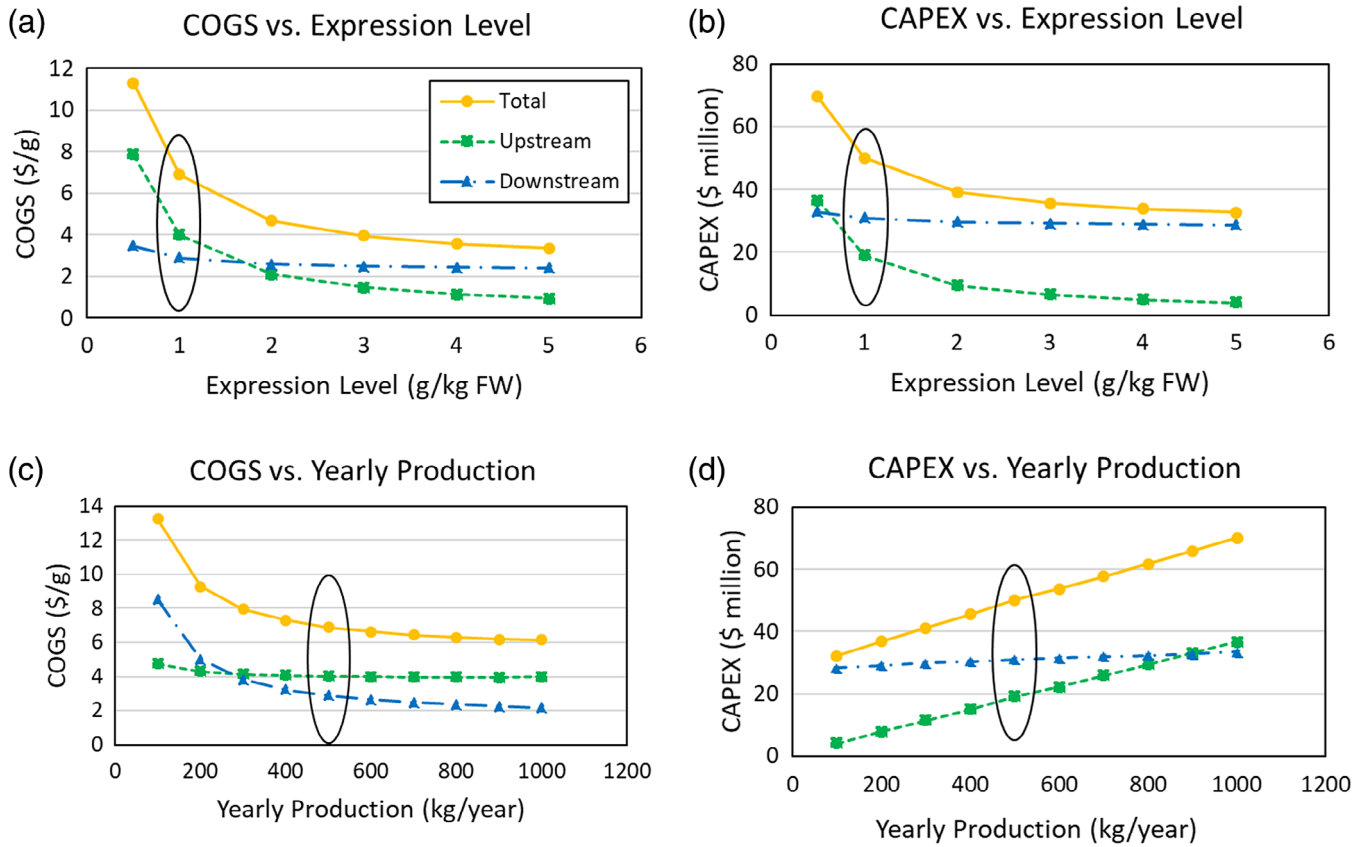 (a)
COGS vs. Expression Level
12
10
8
6
4
2
0
COGS ($/g)
Total
Upstream
Downstream
0 1 2 3 4 5 6
Expression Level (g/kg FW)
(b)
CAPEX vs. Expression Level
80
60
40
20
0
CAPEX ($ million)
0 1 2 3 4 5 6
Expression Level (g/kg FW)
(c)
COGS vs. Yearly Production
14
12
10
8
6
4
2
0
COGS ($/g)
0 200 400 600 800 1000 1200
Yearly Production (kg/year)
(d)
CAPEX vs. Yearly Production
80
60
40
20
0
CAPEX ($ million)
0 200 400 600 800 1000 1200
Yearly Production (kg/year)